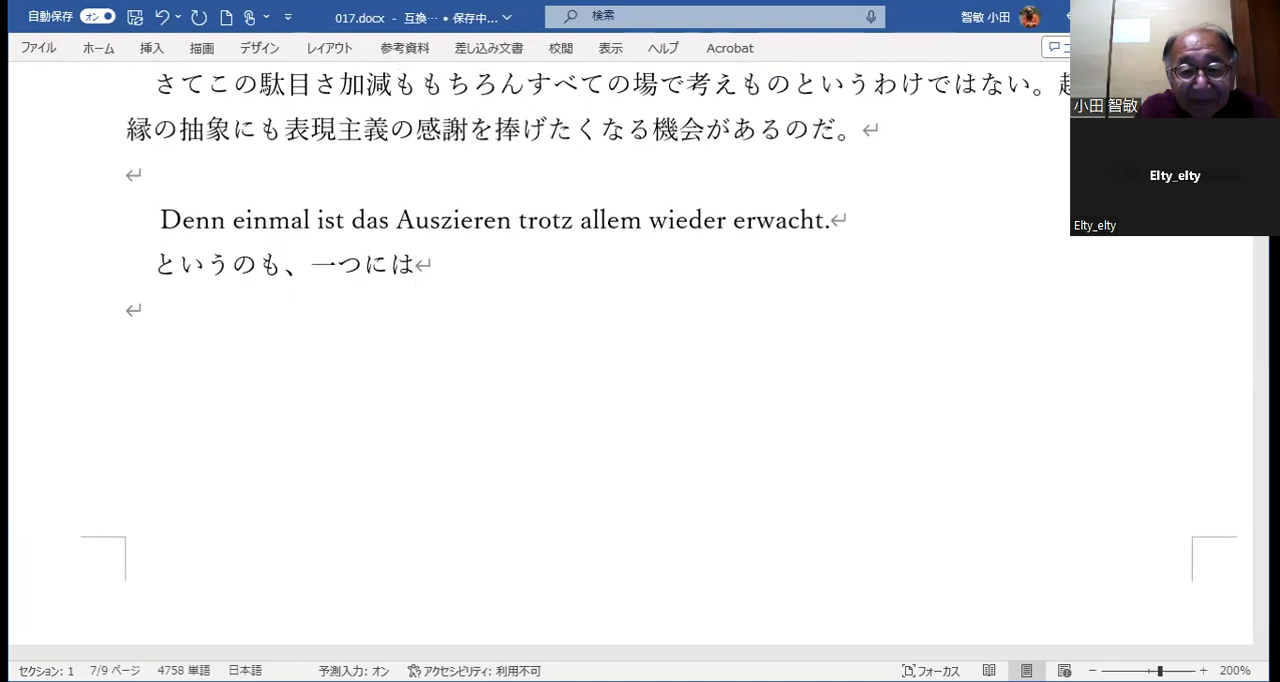 自動保存 オン 017.docx - 互換… • 保存中... 検索 智敏 小田
ファイル ホーム 挿入 描画 デザイン レイアウト 参考資料 差し込み文書 校閲 表示 ヘルプ Acrobat
さてこの駄目さ加減ももちろんすべての場で考えものというわけではない。
縁の抽象にも表現主義の感謝を捧げたくなる機会があるのだ。
Denn einmal ist das Auszieren trotz allem wieder erwacht.
というのも、一つには
小田 智敏
Elty_elty
Elty_elty
セクション: 1 7/9 ページ 4758 単語 日本語 予測入力: オン アクセシビリティ: 利用不可 フォーカス 200%